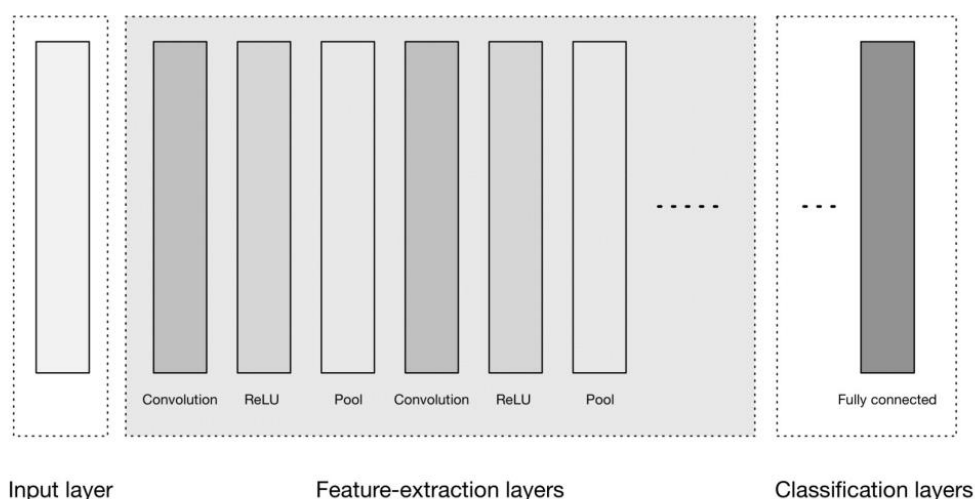 Convolution ReLU Pool Convolution ReLU Pool Fully connected
Input layer Feature-extraction layers Classification layers